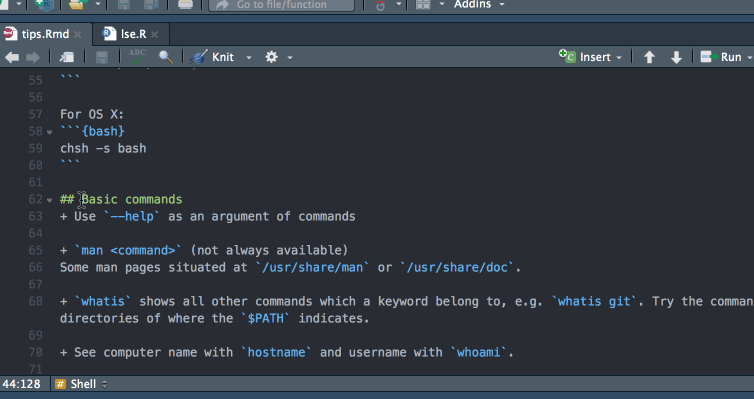 Go to file/function
Addins
tips.Rmd
lse.R
ABC
Knit
Insert
Run
55 ```
56
57 For OS X:
58 ```{bash}
59 chsh -s bash
60 ```
61
62 ## Basic commands
63 + Use `--help` as an argument of commands
64
65 + `man <command>` (not always available)
66 Some man pages situated at `/usr/share/man` or `/usr/share/doc`.
67
68 + `whatis` shows all other commands which a keyword belong to, e.g. `whatis git`. Try the comman
directories of where the `$PATH` indicates.
69
70 + See computer name with `hostname` and username with `whoami`.
71
44:128 # Shell